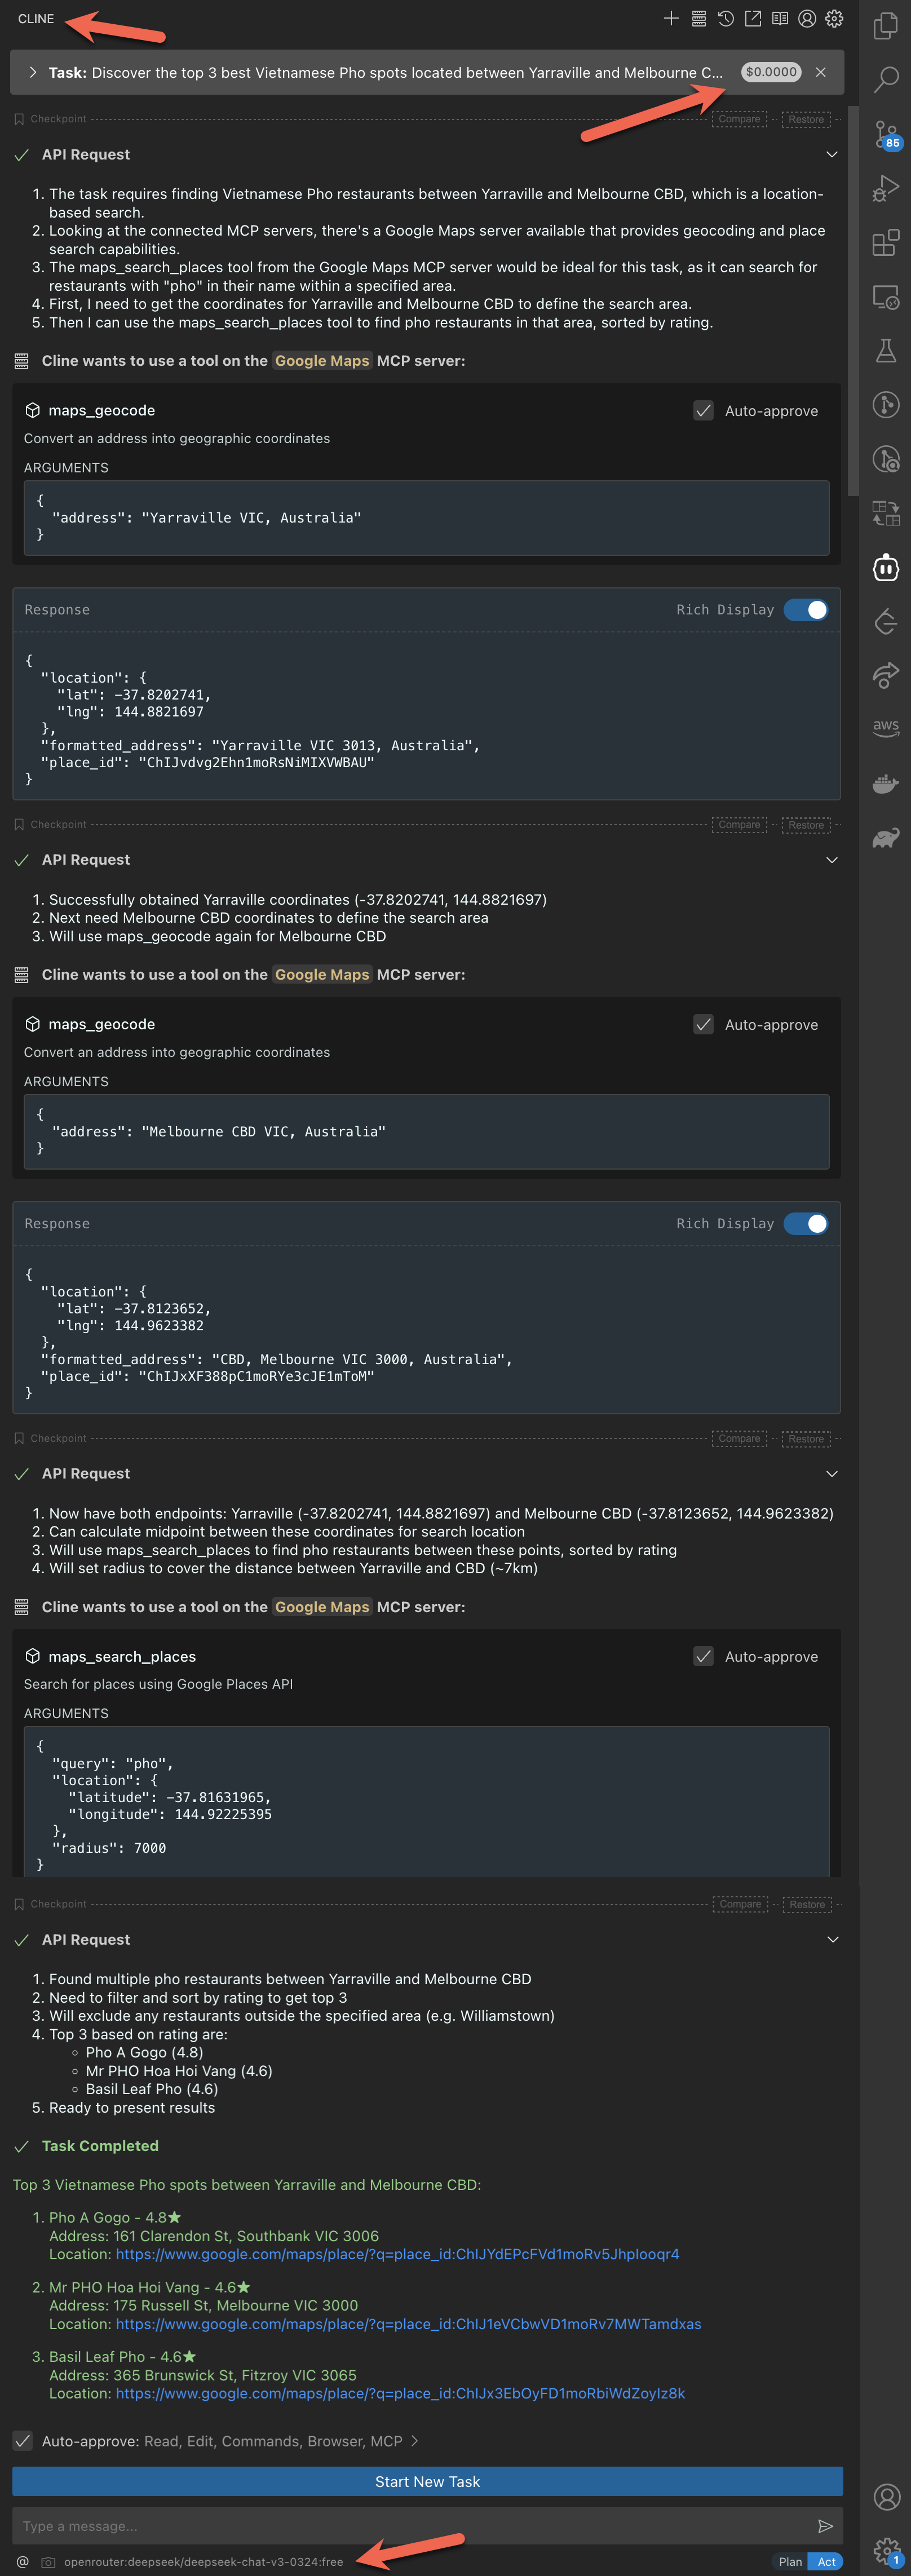 CLINE
Task: Discover the top 3 best Vietnamese Pho spots located between Yarraville and Melbourne C... $0.0000
85
Checkpoint Compare Restore
API Request
1. The task requires finding Vietnamese Pho restaurants between Yarraville and Melbourne CBD, which is a location-
based search.
2. Looking at the connected MCP servers, there's a Google Maps server available that provides geocoding and place
search capabilities.
3. The maps_search_places tool from the Google Maps MCP server would be ideal for this task, as it can search for
restaurants with "pho" in their name within a specified area.
4. First, I need to get the coordinates for Yarraville and Melbourne CBD to define the search area.
5. Then I can use the maps_search_places tool to find pho restaurants in that area, sorted by rating.
Cline wants to use a tool on the Google Maps MCP server:
maps_geocode Auto-approve
Convert an address into geographic coordinates
ARGUMENTS
{
"address": "Yarraville VIC, Australia"
}
Response Rich Display
{
"location": {
"lat": -37.8202741,
"lng": 144.8821697
},
"formatted_address": "Yarraville VIC 3013, Australia",
"place_id": "ChIJvdvg2Ehn1moRsNiMIXVWBAU"
}
aws
Checkpoint Compare Restore
API Request
1. Successfully obtained Yarraville coordinates (-37.8202741, 144.8821697)
2. Next need Melbourne CBD coordinates to define the search area
3. Will use maps_geocode again for Melbourne CBD
Cline wants to use a tool on the Google Maps MCP server:
maps_geocode Auto-approve
Convert an address into geographic coordinates
ARGUMENTS
{
"address": "Melbourne CBD VIC, Australia"
}
Response Rich Display
{
"location": {
"lat": -37.8123652,
"lng": 144.9623382
},
"formatted_address": "CBD, Melbourne VIC 3000, Australia",
"place_id": "ChIJxXF388pC1moRYe3cJE1mToM"
}
Checkpoint Compare Restore
API Request
1. Now have both endpoints: Yarraville (-37.8202741, 144.8821697) and Melbourne CBD (-37.8123652, 144.9623382)
2. Can calculate midpoint between these coordinates for search location
3. Will use maps_search_places to find pho restaurants between these points, sorted by rating
4. Will set radius to cover the distance between Yarraville and CBD (~7km)
Cline wants to use a tool on the Google Maps MCP server:
maps_search_places Auto-approve
Search for places using Google Places API
ARGUMENTS
{
"query": "pho",
"location": {
"latitude": -37.81631965,
"longitude": 144.92225395
},
"radius": 7000
}
Checkpoint Compare Restore
API Request
1. Found multiple pho restaurants between Yarraville and Melbourne CBD
2. Need to filter and sort by rating to get top 3
3. Will exclude any restaurants outside the specified area (e.g. Williamstown)
4. Top 3 based on rating are:
◦ Pho A Gogo (4.8)
◦ Mr PHO Hoa Hoi Vang (4.6)
◦ Basil Leaf Pho (4.6)
5. Ready to present results
Task Completed
Top 3 Vietnamese Pho spots between Yarraville and Melbourne CBD:
1. Pho A Gogo - 4.8★
Address: 161 Clarendon St, Southbank VIC 3006
Location: https://www.google.com/maps/place/?q=place_id:ChIJYdEPcFVd1moRv5Jhplooqr4
2. Mr PHO Hoa Hoi Vang - 4.6★
Address: 175 Russell St, Melbourne VIC 3000
Location: https://www.google.com/maps/place/?q=place_id:ChIJ1eVCbwVD1moRv7MWTamdxas
3. Basil Leaf Pho - 4.6★
Address: 365 Brunswick St, Fitzroy VIC 3065
Location: https://www.google.com/maps/place/?q=place_id:ChIJx3EbOyFD1moRbiWdZoyIz8k
Auto-approve: Read, Edit, Commands, Browser, MCP
Start New Task
Type a message...
@ openrouter:deepseek/deepseek-chat-v3-0324:free Plan Act
1